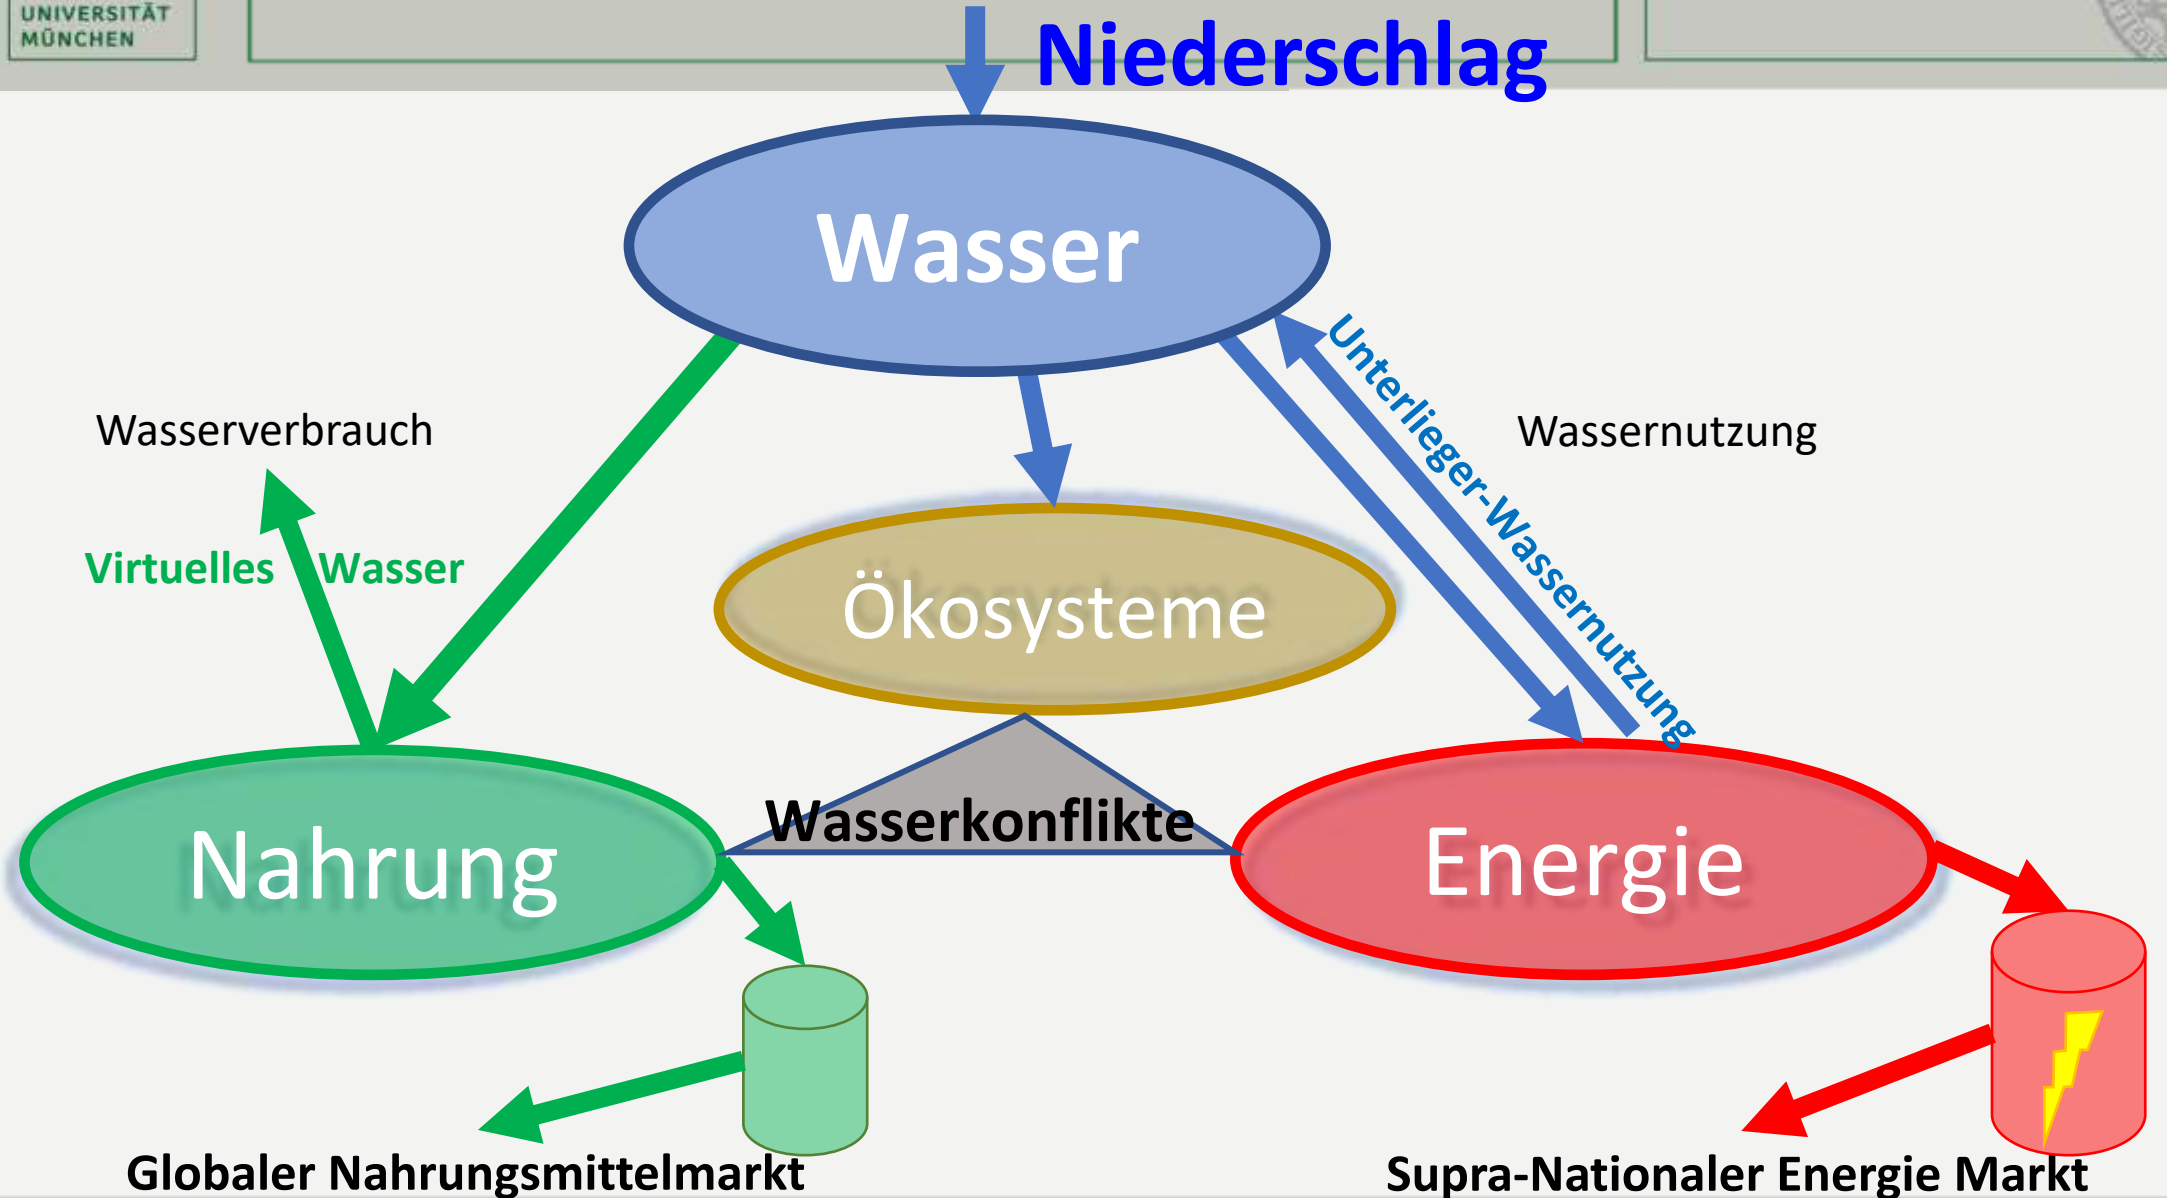 UNIVERSITÄT
MÜNCHEN
Niederschlag
Wasser
Wasserverbrauch
Unterlieger-Wassernutzung
Wassernutzung
Virtuelles Wasser
Ökosysteme
Wasserkonflikte
Nahrung
Energie
Globaler Nahrungsmittelmarkt
Supra-Nationaler Energie Markt